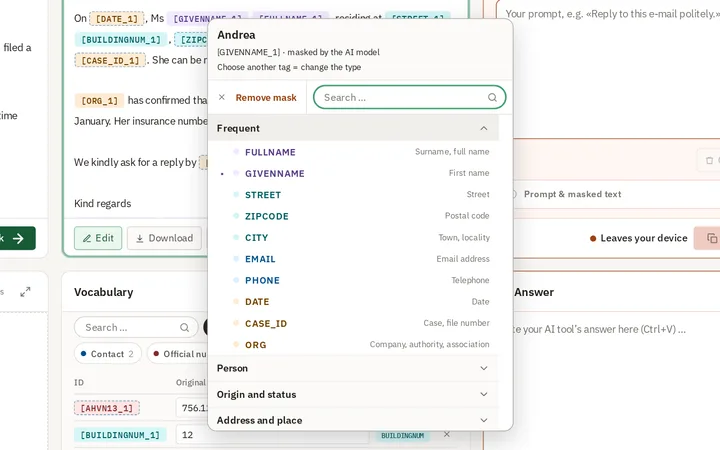 On [DATE_1], Ms [GIVENNAME_1] [FULLNAME_1], residing at [STREET_1]
[BUILDINGNUM_1], [ZIPC
[CASE_ID_1]. She can be r
[ORG_1] has confirmed tha
January. Her insurance numbe
We kindly ask for a reply by
Kind regards
filed a
time
Edit
Download
Andrea
[GIVENNAME_1] · masked by the AI model
Choose another tag = change the type
× Remove mask
Search ...
Frequent
FULLNAME Surname, full name
GIVENNAME First name
STREET Street
ZIPCODE Postal code
CITY Town, locality
EMAIL Email address
PHONE Telephone
DATE Date
CASE_ID Case, file number
ORG Company, authority, association
Person
Origin and status
Address and place
Your prompt, e.g. «Reply to this e-mail politely.»
Prompt & masked text
Leaves your device
Vocabulary
Search ...
Contact 2
Official nu
ID Original
[AHVN13_1] 756.1
[BUILDINGNUM_1] 12 BUILDINGNUM ×
Answer
te your AI tool's answer here (Ctrl+V) ...